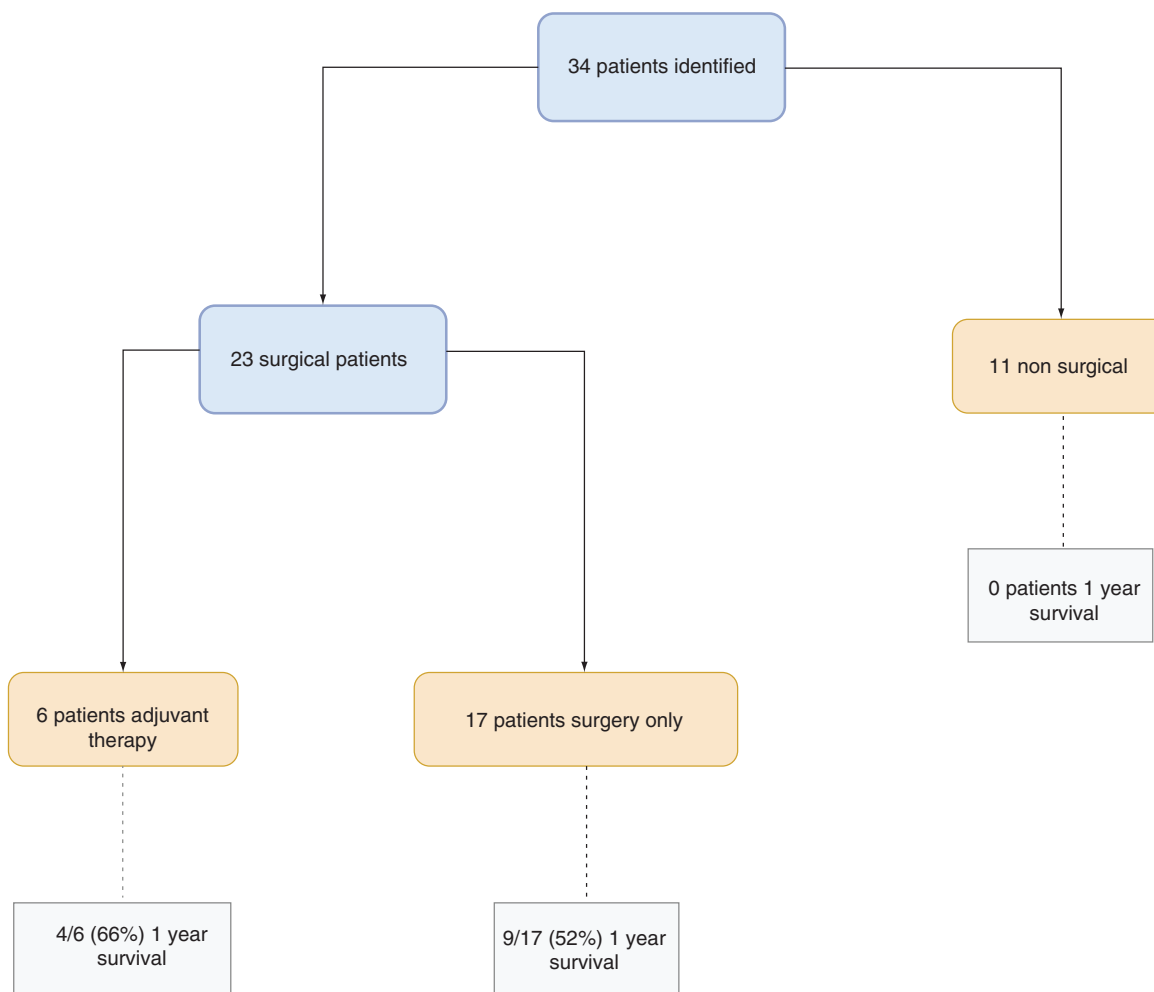 34 patients identified
23 surgical patients
11 non surgical
0 patients 1 year
survival
6 patients adjuvant
therapy
17 patients surgery only
4/6 (66%) 1 year
survival
9/17 (52%) 1 year
survival